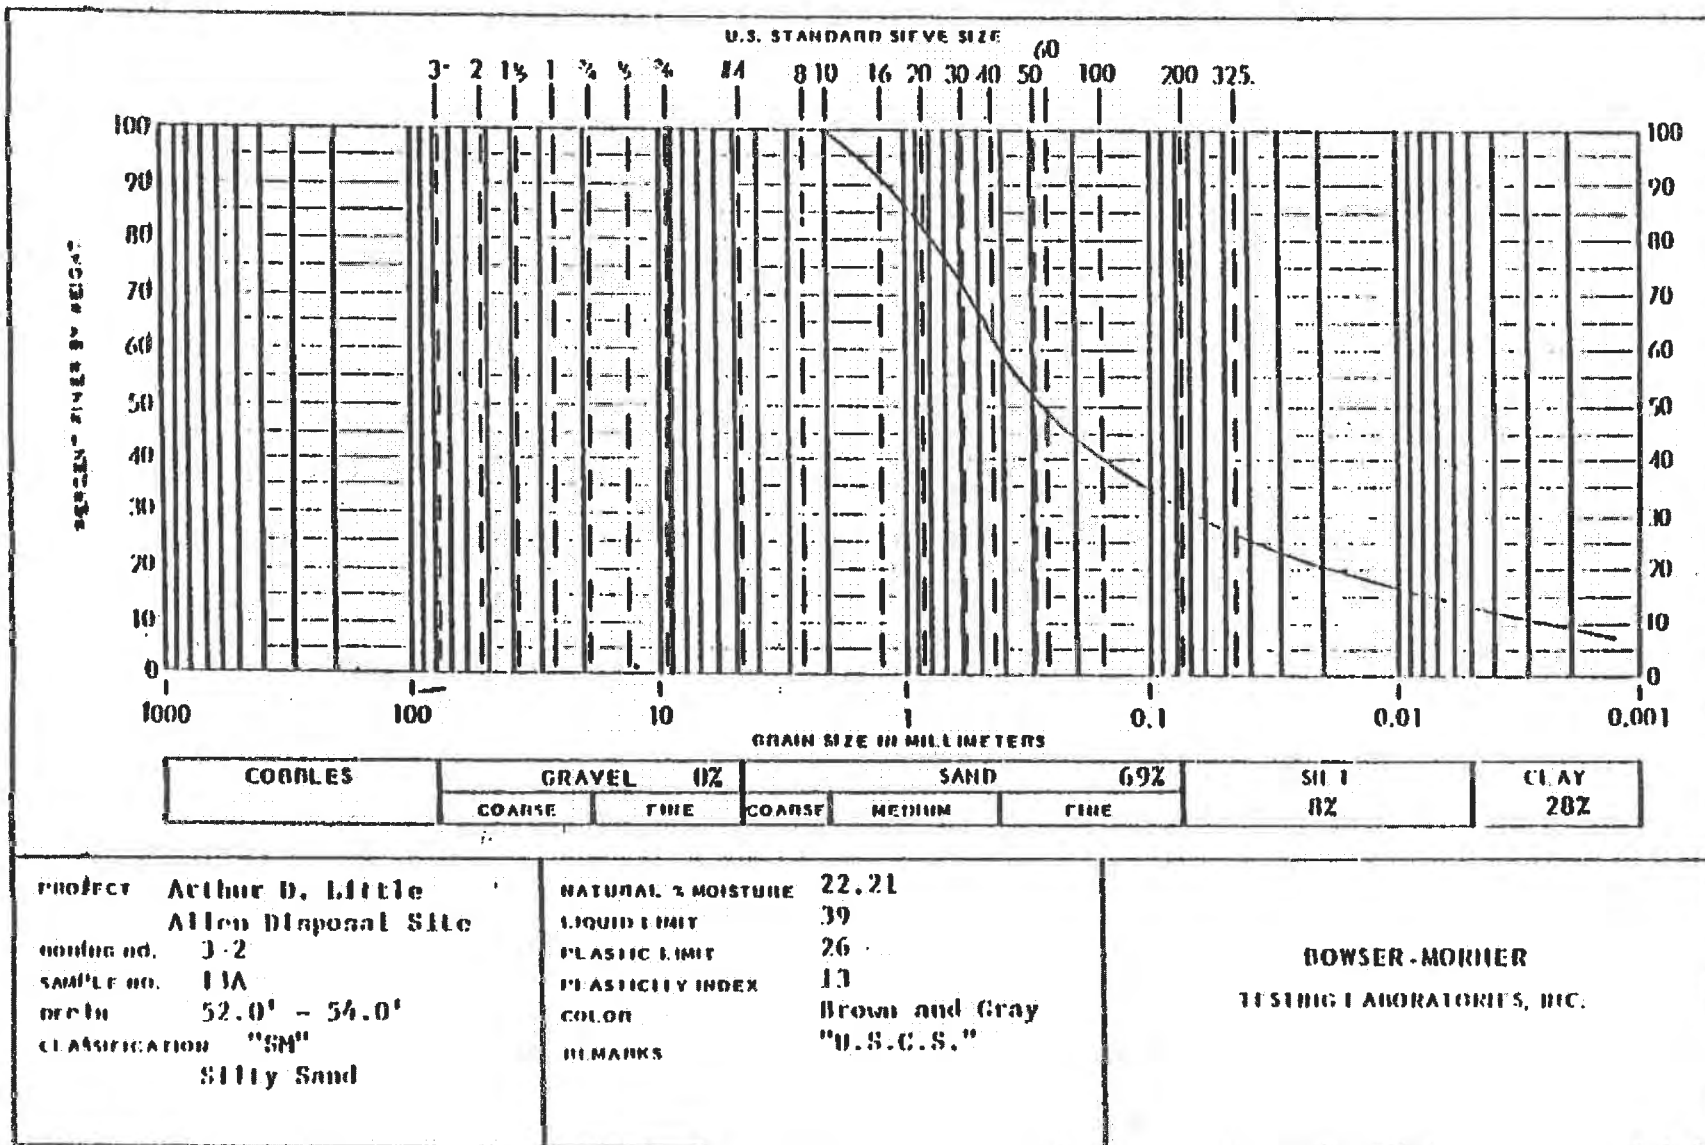 U.S. STANDARD SIEVE SIZE
60
3" 2 1½ 1 ¾ ½ ⅜ #4 8 10 16 20 30 40 50 100 200 325
100 100
90 90
80 80
70 70
60 60
50 50
40 40
30 30
20 20
10 10
0 0
1000 100 10 1 0.1 0.01 0.001
GRAIN SIZE IN MILLIMETERS
COBBLES GRAVEL 0% SAND 69% SILT CLAY
COARSE FINE COARSE MEDIUM FINE 28%
PROJECT Arthur D. Little
Allen Disposal Site
BORING NO. 3-2
SAMPLE NO. 13A
DEPTH 52.0' - 54.0'
CLASSIFICATION "SM"
Silty Sand
NATURAL % MOISTURE 22.21
LIQUID LIMIT 39
PLASTIC LIMIT 26
PLASTICITY INDEX 13
COLOR Brown and Gray
REMARKS "U.S.C.S."
BOWSER-MORNER
TESTING LABORATORIES, INC.